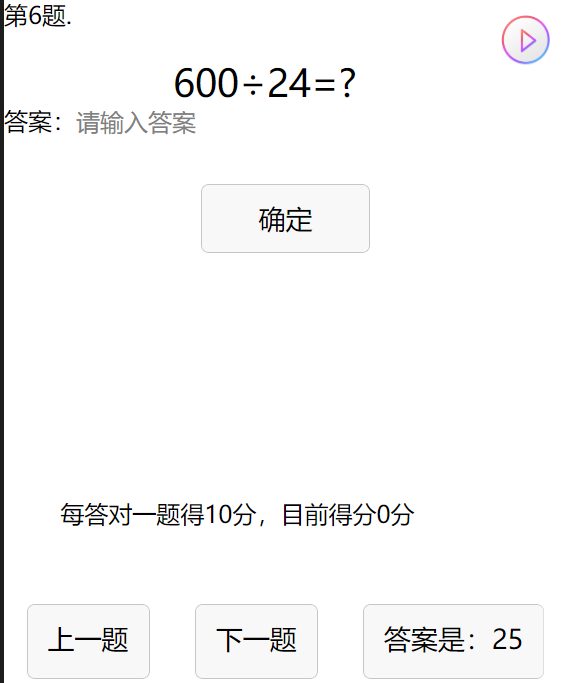 第6题.
600÷24=?
答案：请输入答案
确定
每答对一题得10分，目前得分0分
上一题 下一题 答案是：25